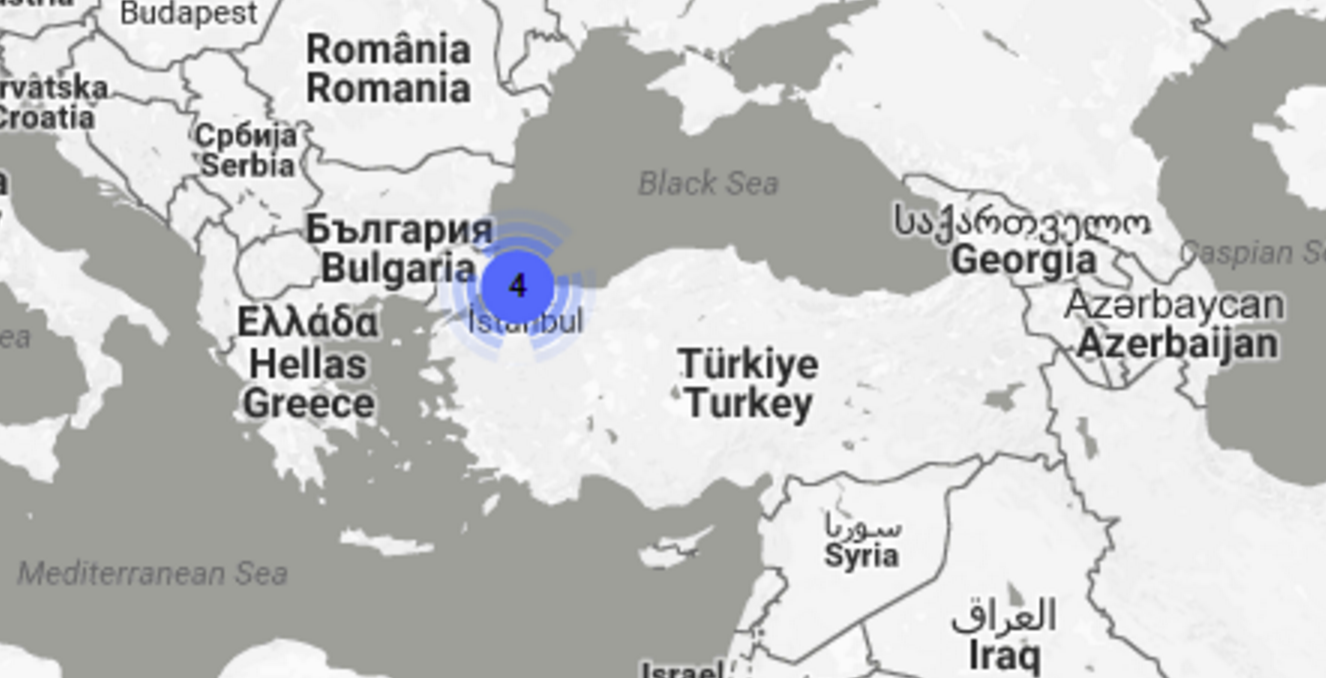 Budapest
România
Romania
rvatska
Croatia
Србија
Serbia
Black Sea
България
Bulgaria
საქართველო
Georgia
Caspian Se
4
İstanbul
Azərbaycan
Azerbaijan
Ελλάδα
Hellas
Greece
ea
Türkiye
Turkey
سوريا
Syria
Mediterranean Sea
العراق
Iraq
Israel